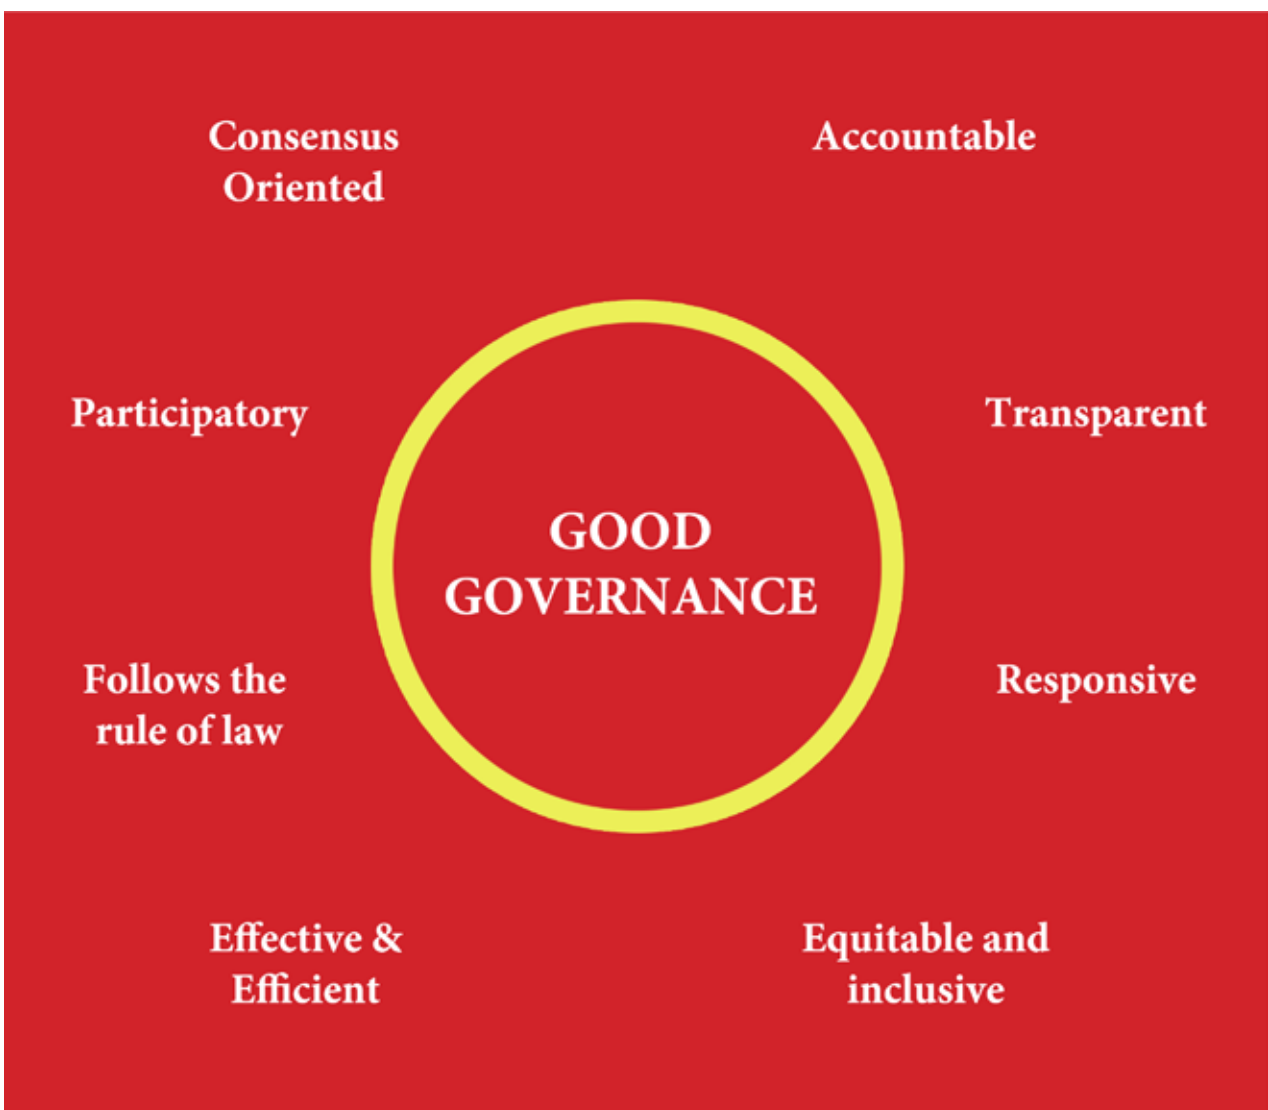 Consensus
Oriented
Accountable
Participatory
Transparent
GOOD
GOVERNANCE
Follows the
rule of law
Responsive
Effective &
Efficient
Equitable and
inclusive